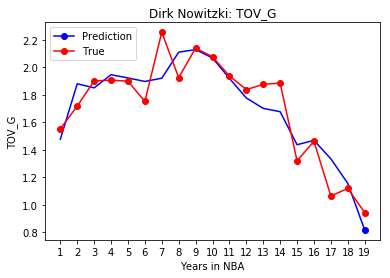 Dirk Nowitzki: TOV_G
Prediction
True
2.2
2.0
1.8
1.6
1.4
1.2
1.0
0.8
TOV_G
1 2 3 4 5 6 7 8 9 10 11 12 13 14 15 16 17 18 19
Years in NBA